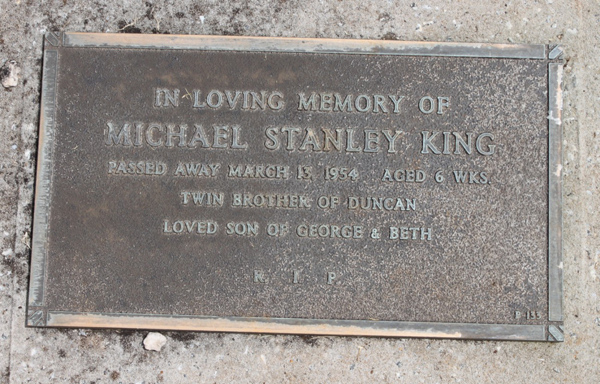 IN LOVING MEMORY OF
MICHAEL STANLEY KING
PASSED AWAY MARCH 13, 1954 AGED 6 WKS.
TWIN BROTHER OF DUNCAN
LOVED SON OF GEORGE & BETH
R. I. P.